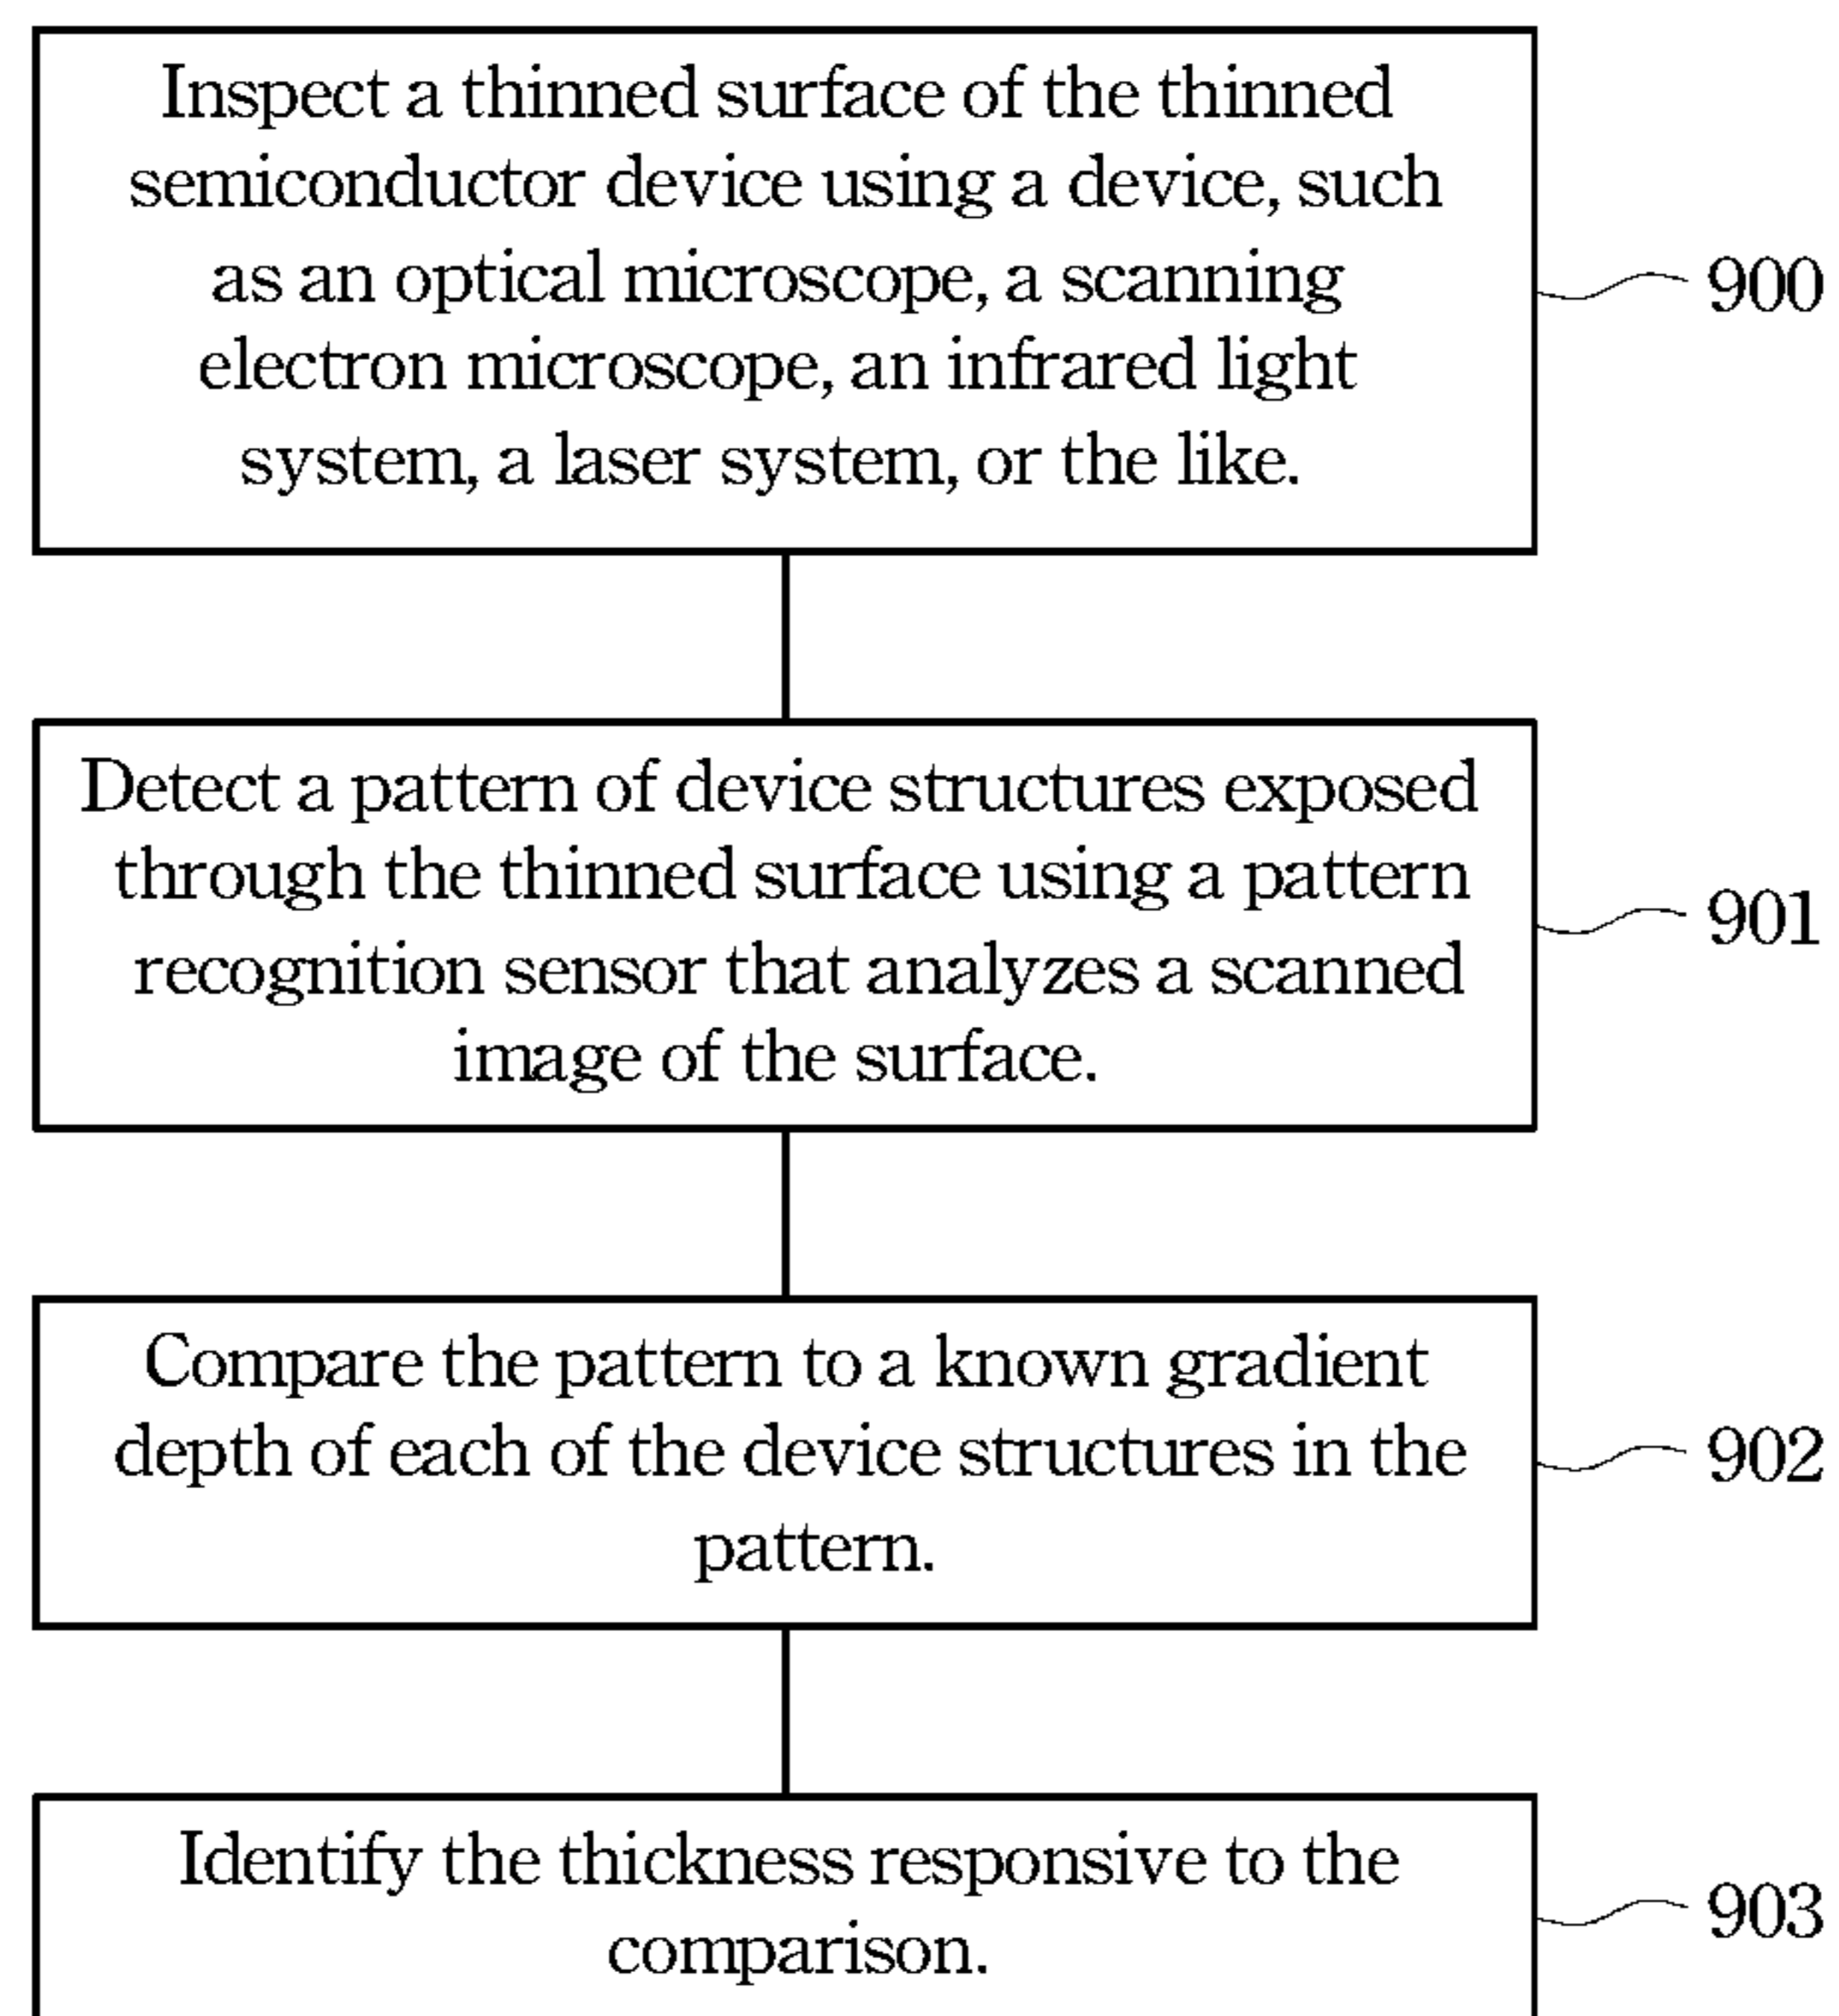 Inspect a thinned surface of the thinned
semiconductor device using a device, such
as an optical microscope, a scanning
electron microscope, an infrared light
system, a laser system, or the like.
900
Detect a pattern of device structures exposed
through the thinned surface using a pattern
recognition sensor that analyzes a scanned
image of the surface.
901
Compare the pattern to a known gradient
depth of each of the device structures in the
pattern.
902
Identify the thickness responsive to the
comparison.
903